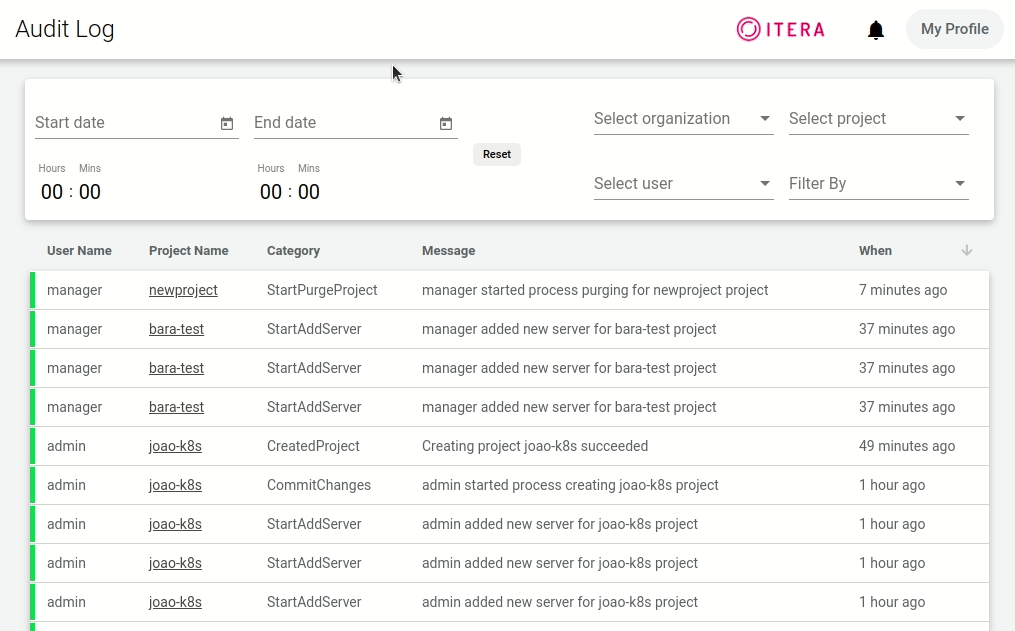 Audit Log
ITERA
My Profile
Start date
End date
Select organization
Select project
Reset
Hours Mins
Hours Mins
00 : 00
00 : 00
Select user
Filter By
User Name Project Name Category Message When
manager newproject StartPurgeProject manager started process purging for newproject project 7 minutes ago
manager bara-test StartAddServer manager added new server for bara-test project 37 minutes ago
manager bara-test StartAddServer manager added new server for bara-test project 37 minutes ago
manager bara-test StartAddServer manager added new server for bara-test project 37 minutes ago
admin joao-k8s CreatedProject Creating project joao-k8s succeeded 49 minutes ago
admin joao-k8s CommitChanges admin started process creating joao-k8s project 1 hour ago
admin joao-k8s StartAddServer admin added new server for joao-k8s project 1 hour ago
admin joao-k8s StartAddServer admin added new server for joao-k8s project 1 hour ago
admin joao-k8s StartAddServer admin added new server for joao-k8s project 1 hour ago